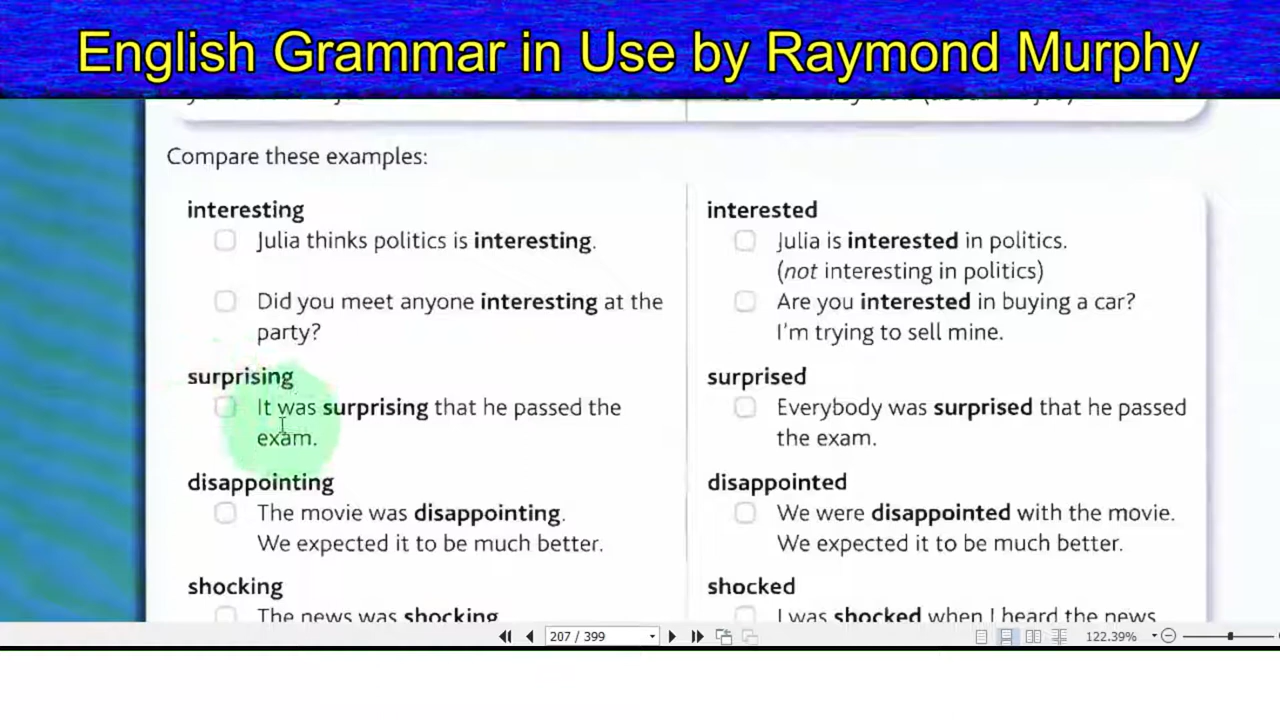 English Grammar in Use by Raymond Murphy
Compare these examples:
interesting
Julia thinks politics is interesting.
Did you meet anyone interesting at the
party?
surprising
It was surprising that he passed the
exam.
disappointing
The movie was disappointing.
We expected it to be much better.
shocking
The news was shocking.
interested
Julia is interested in politics.
(not interesting in politics)
Are you interested in buying a car?
I'm trying to sell mine.
surprised
Everybody was surprised that he passed
the exam.
disappointed
We were disappointed with the movie.
We expected it to be much better.
shocked
I was shocked when I heard the news.
207 / 399
122.39%